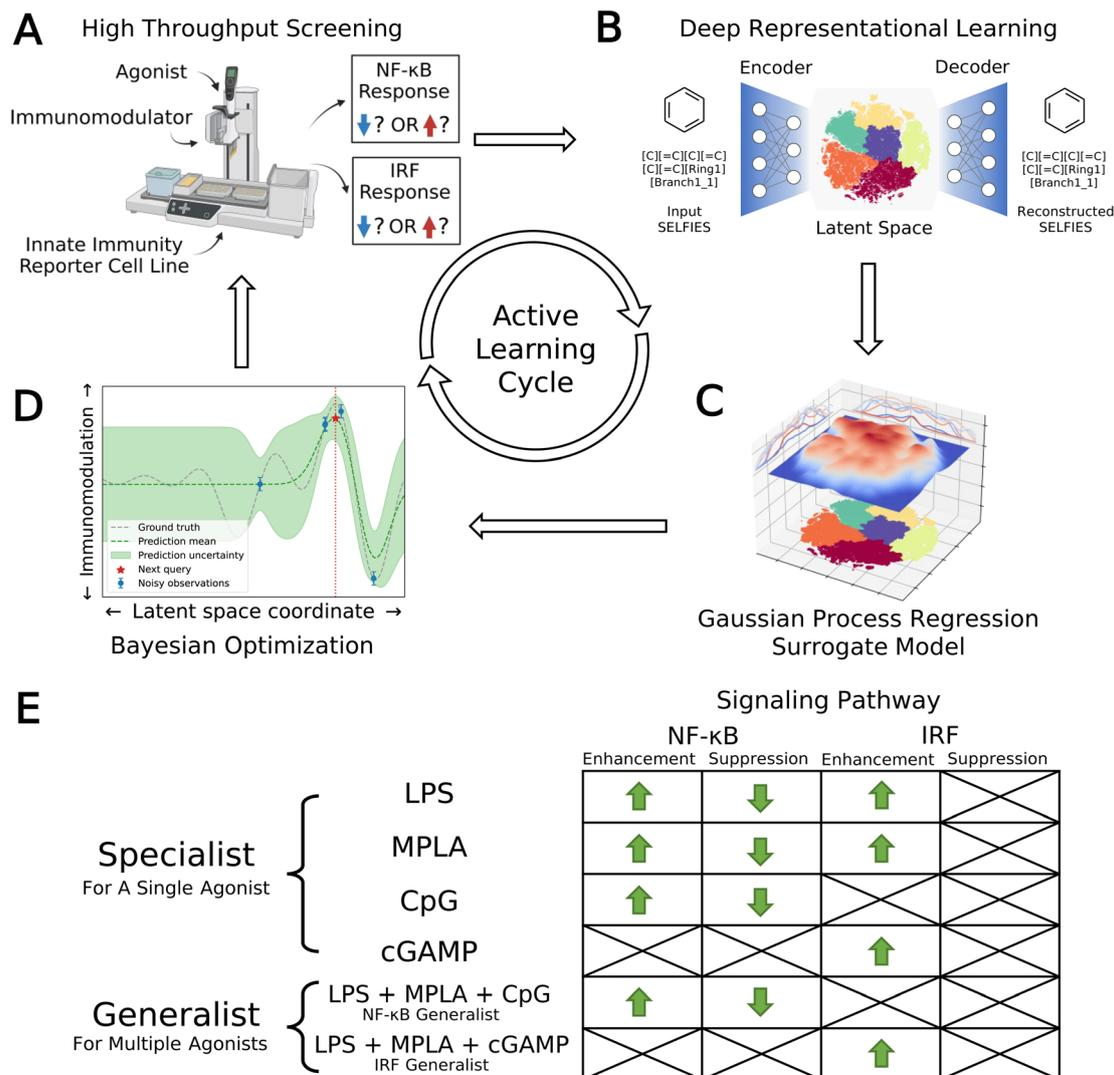 A
High Throughput Screening
Agonist
Immunomodulator
Innate Immunity
Reporter Cell Line
NF-κB
Response
? OR ?
IRF
Response
? OR ?
B
Deep Representational Learning
Encoder
Decoder
[C][=C][C][=C]
[C][=C][Ring1]
[Branch1_1]
Input
SELFIES
Latent Space
[C][=C][C][=C]
[C][=C][Ring1]
[Branch1_1]
Reconstructed
SELFIES
Active
Learning
Cycle
C
Gaussian Process Regression
Surrogate Model
D
← Immunomodulation →
Ground truth
Prediction mean
Prediction uncertainty
Next query
Noisy observations
← Latent space coordinate →
Bayesian Optimization
E
Signaling Pathway
NF-κB IRF
Enhancement Suppression Enhancement Suppression
Specialist
For A Single Agonist
LPS
MPLA
CpG
cGAMP
Generalist
For Multiple Agonists
LPS + MPLA + CpG
NF-κB Generalist
LPS + MPLA + cGAMP
IRF Generalist